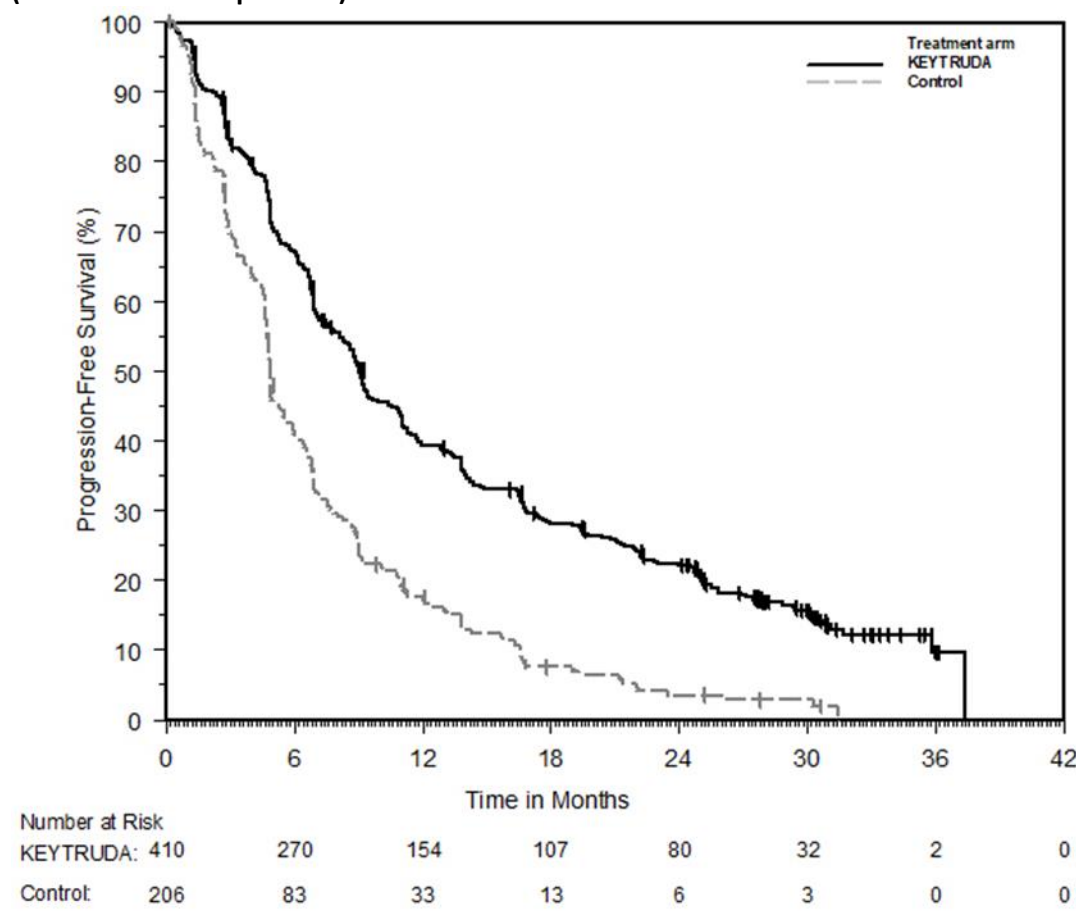 100
90
80
70
60
50
40
30
20
10
0
Progression-Free Survival (%)
Treatment arm
KEYTRUDA
Control
0 6 12 18 24 30 36 42
Time in Months
Number at Risk
KEYTRUDA: 410 270 154 107 80 32 2 0
Control: 206 83 33 13 6 3 0 0